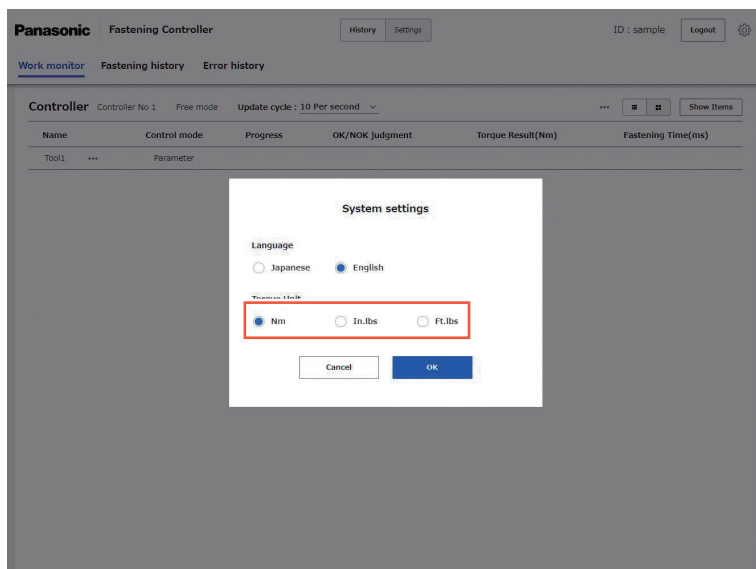 Panasonic Fastening Controller History Settings ID : sample Logout
Work monitor Fastening history Error history
Controller Controller No 1 Free mode Update cycle : 10 Per second ••• Show Items
Name Control mode Progress OK/NOK judgment Torque Result(Nm) Fastening Time(ms)
Tool1 ••• Parameter
System settings
Language
Japanese English
Torque Unit
Nm In.lbs Ft.lbs
Cancel OK